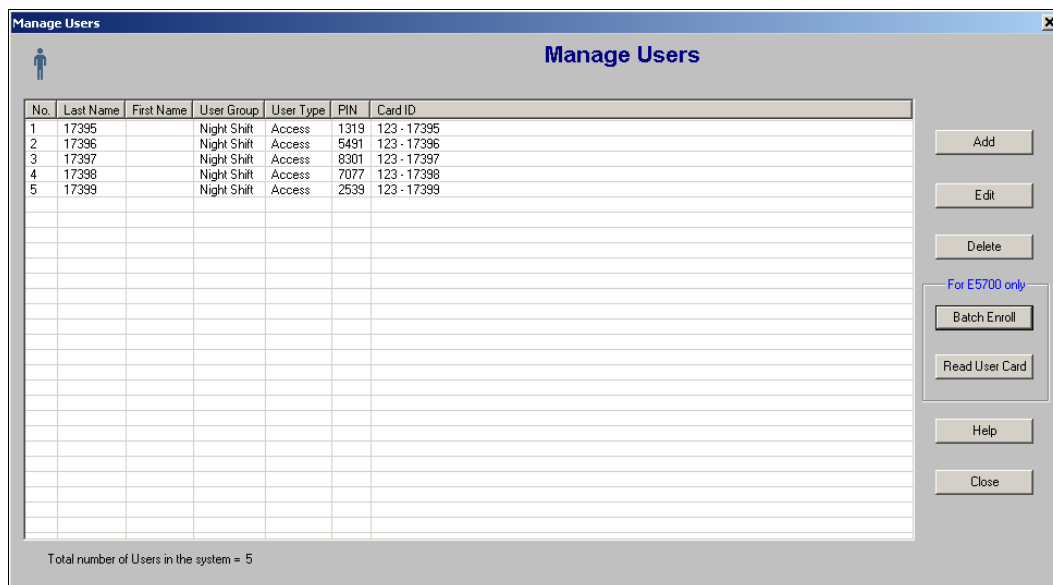 Manage Users
Manage Users
No. Last Name First Name User Group User Type PIN Card ID
1 17395 Night Shift Access 1319 123 - 17395
2 17396 Night Shift Access 5491 123 - 17396
3 17397 Night Shift Access 8301 123 - 17397
4 17398 Night Shift Access 7077 123 - 17398
5 17399 Night Shift Access 2539 123 - 17399
Add
Edit
Delete
For E5700 only
Batch Enroll
Read User Card
Help
Close
Total number of Users in the system = 5